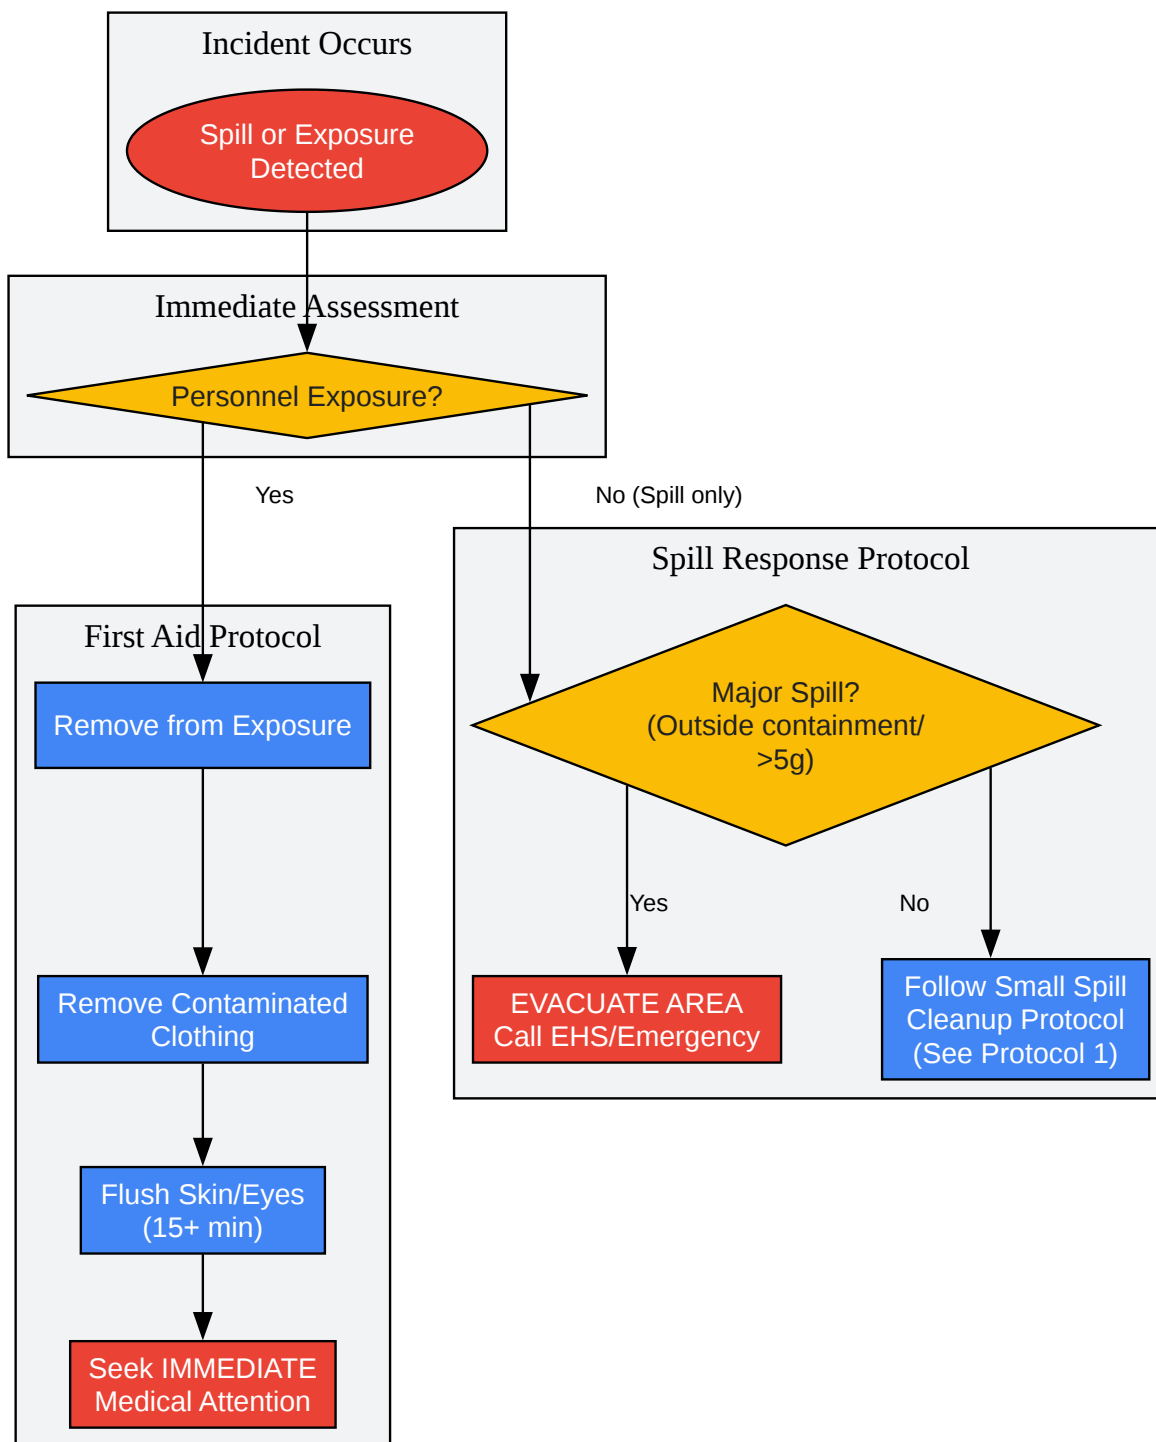 Incident Occurs
Spill or Exposure
Detected
Immediate Assessment
Personnel Exposure?
Yes
No (Spill only)
Spill Response Protocol
Major Spill?
(Outside containment/
>5g)
Yes
No
EVACUATE AREA
Call EHS/Emergency
Follow Small Spill
Cleanup Protocol
(See Protocol 1)
First Aid Protocol
Remove from Exposure
Remove Contaminated
Clothing
Flush Skin/Eyes
(15+ min)
Seek IMMEDIATE
Medical Attention